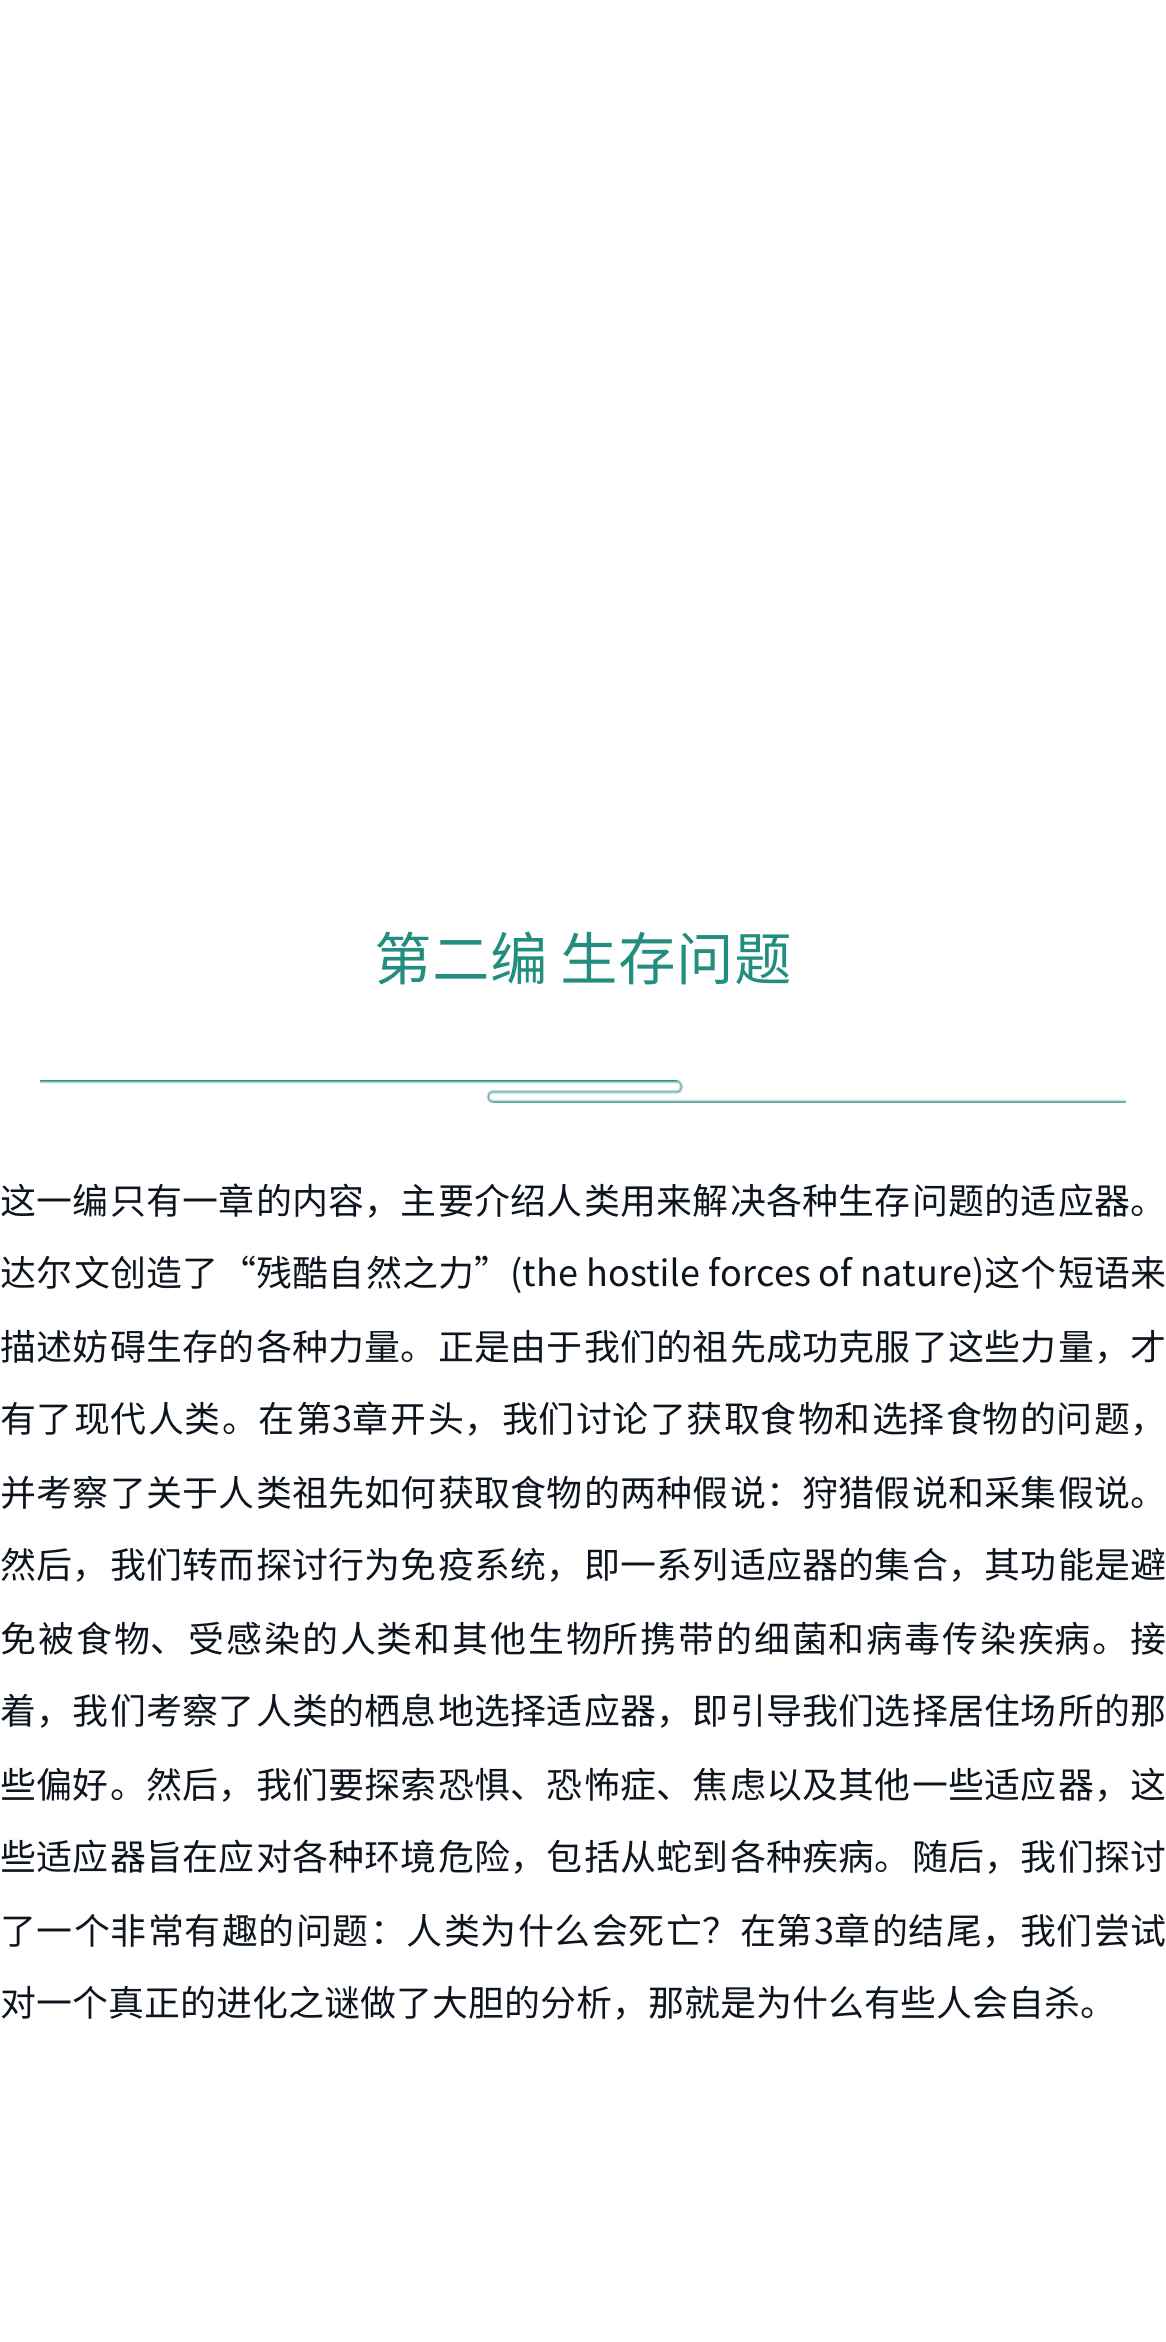 第二编 生存问题
这一编只有一章的内容，主要介绍人类用来解决各种生存问题的适应器。
达尔文创造了“残酷自然之力”(the hostile forces of nature)这个短语来
描述妨碍生存的各种力量。正是由于我们的祖先成功克服了这些力量，才
有了现代人类。在第3章开头，我们讨论了获取食物和选择食物的问题，
并考察了关于人类祖先如何获取食物的两种假说：狩猎假说和采集假说。
然后，我们转而探讨行为免疫系统，即一系列适应器的集合，其功能是避
免被食物、受感染的人类和其他生物所携带的细菌和病毒传染疾病。接
着，我们考察了人类的栖息地选择适应器，即引导我们选择居住场所的那
些偏好。然后，我们要探索恐惧、恐怖症、焦虑以及其他一些适应器，这
些适应器旨在应对各种环境危险，包括从蛇到各种疾病。随后，我们探讨
了一个非常有趣的问题：人类为什么会死亡？在第3章的结尾，我们尝试
对一个真正的进化之谜做了大胆的分析，那就是为什么有些人会自杀。